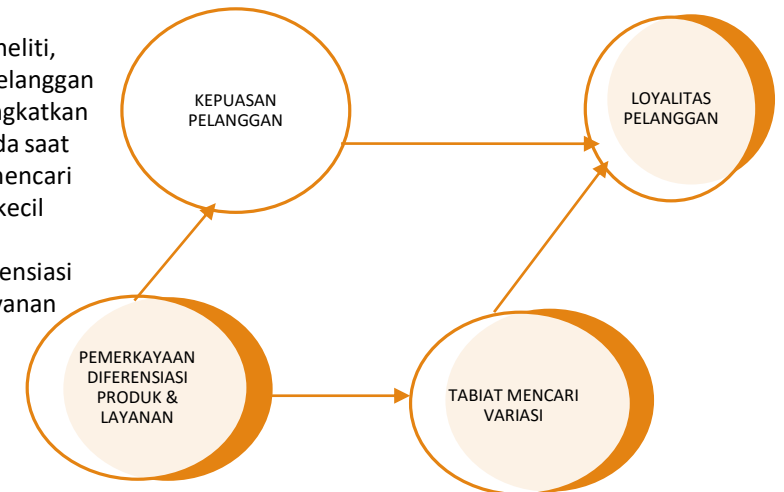 neliti,
elanggan
gkatkan
da saat
nencari
kecil
ensiasi
yanan
KEPUASAN
PELANGGAN
LOYALITAS
PELANGGAN
PEMERKAYAAN
DIFERENSIASI
PRODUK &
LAYANAN
TABIAT MENCARI
VARIASI